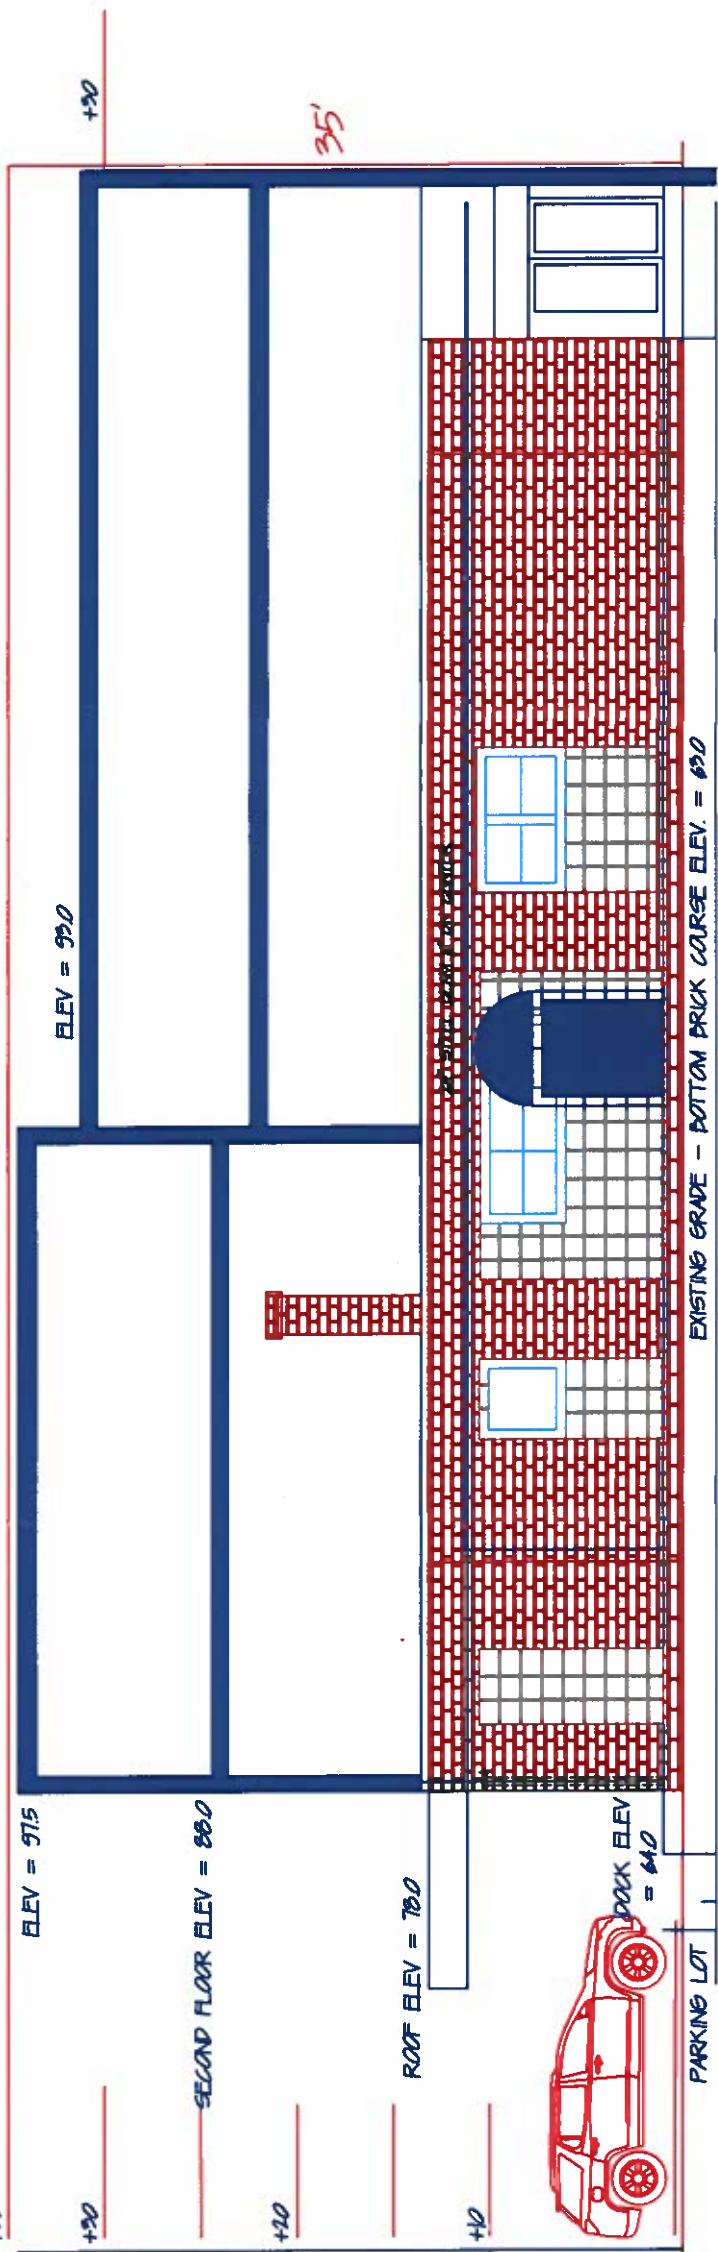 +30
35'
ELEV = 97.5
ELEV = 93.0
SECOND FLOOR ELEV = 88.0
ROOF ELEV = 78.0
DOCK ELEV
= 64.0
PARKING LOT
EXISTING GRADE - BOTTOM BRICK COURSE ELEV. = 63.0
+30
+20
+10